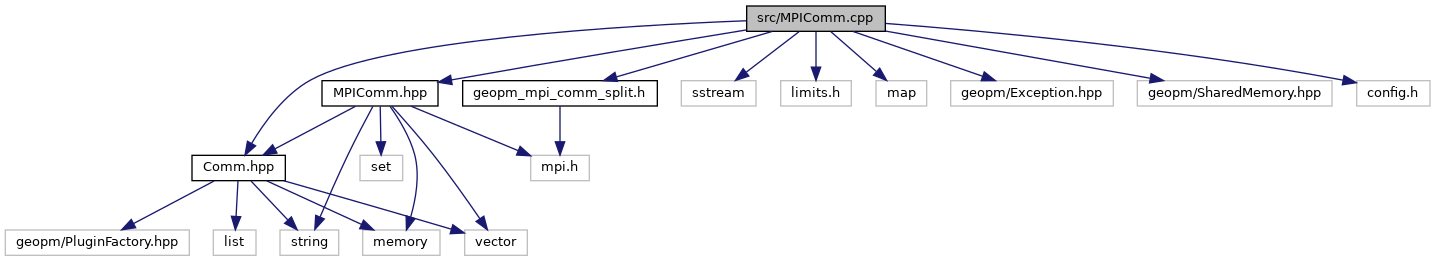 src/MPIComm.cpp
MPIComm.hpp
geopm_mpi_comm_split.h
sstream
limits.h
map
geopm/Exception.hpp
geopm/SharedMemory.hpp
config.h
Comm.hpp
set
mpi.h
geopm/PluginFactory.hpp
list
string
memory
vector